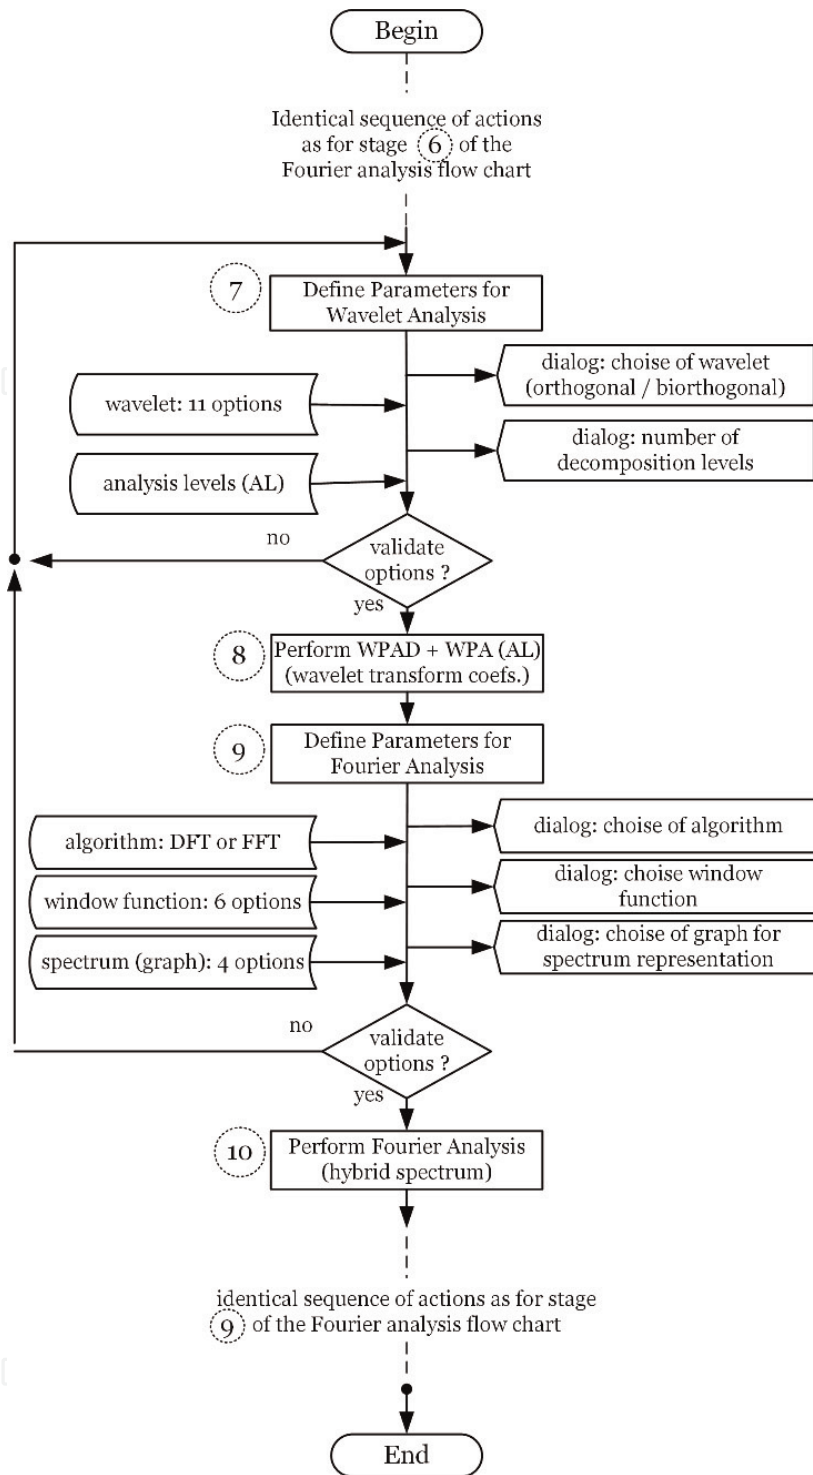 Begin
Identical sequence of actions
as for stage 6 of the
Fourier analysis flow chart
7
Define Parameters for
Wavelet Analysis
dialog: choise of wavelet
(orthogonal / biorthogonal)
wavelet: 11 options
dialog: number of
decomposition levels
analysis levels (AL)
no
validate
options ?
yes
8
Perform WPAD + WPA (AL)
(wavelet transform coefs.)
9
Define Parameters for
Fourier Analysis
algorithm: DFT or FFT
dialog: choise of algorithm
window function: 6 options
dialog: choise window
function
spectrum (graph): 4 options
dialog: choise of graph for
spectrum representation
no
validate
options ?
yes
10
Perform Fourier Analysis
(hybrid spectrum)
identical sequence of actions as for stage
9 of the Fourier analysis flow chart
End